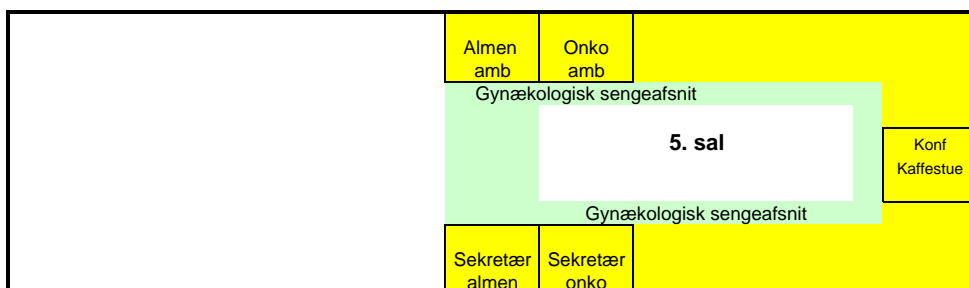 Almen
amb
Onko
amb
Gynækologisk sengeafsnit
5. sal
Konf
Kaffestue
Gynækologisk sengeafsnit
Sekretær
almen
Sekretær
onko